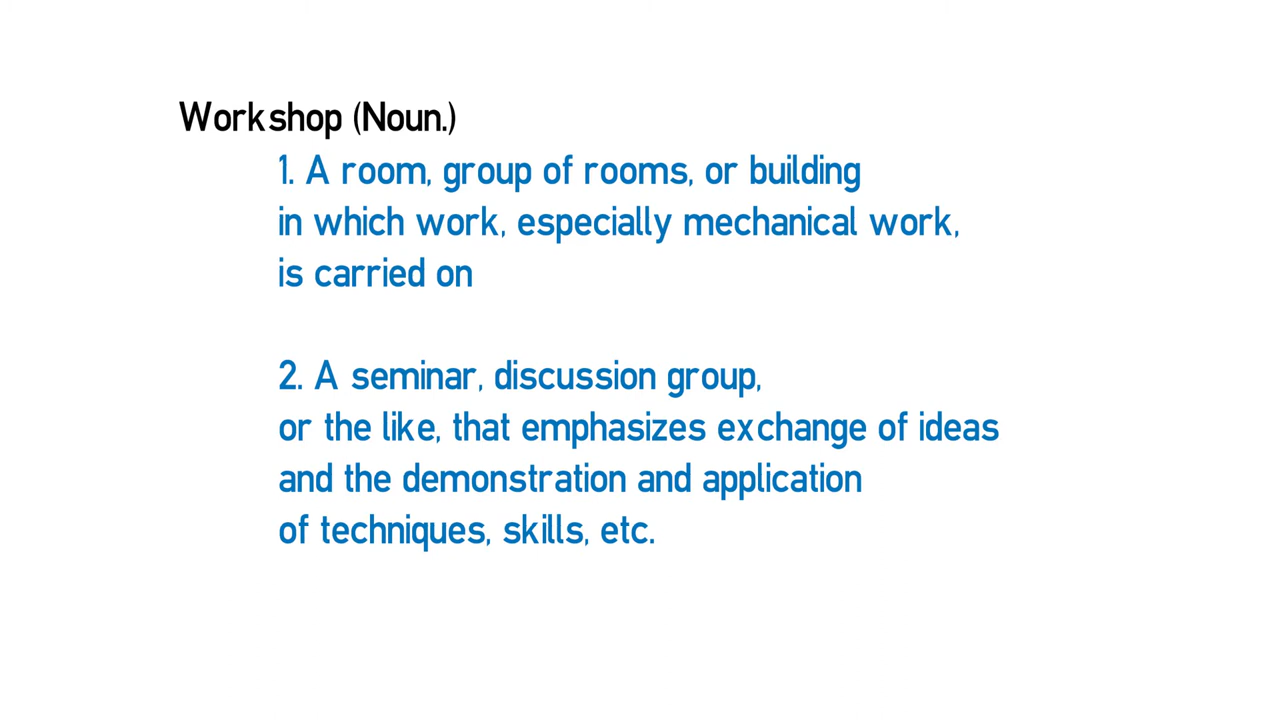 Workshop (Noun.)
1. A room, group of rooms, or building
in which work, especially mechanical work,
is carried on
2. A seminar, discussion group,
or the like, that emphasizes exchange of ideas
and the demonstration and application
of techniques, skills, etc.